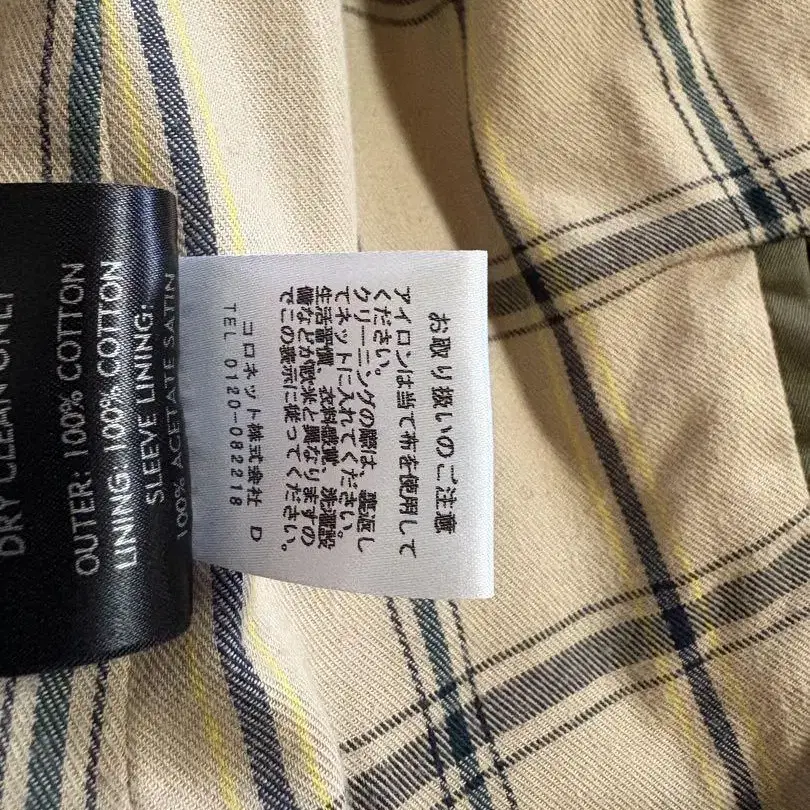 DRY CLEAN ONLY
OUTER: 100% COTTON
LINING: 100% COTTON
SLEEVE LINING:
100% ACETATE SATIN
お取り扱いのご注意
アイロンは当て布を使用して
ください。
クリーニングの際は、裏返し
てネットに入れてください。
生活習慣、衣料感覚、洗濯設
備などが欧米と異なりますの
でこの表示に従ってください。
コロネット株式会社 D
TEL 0120-082218